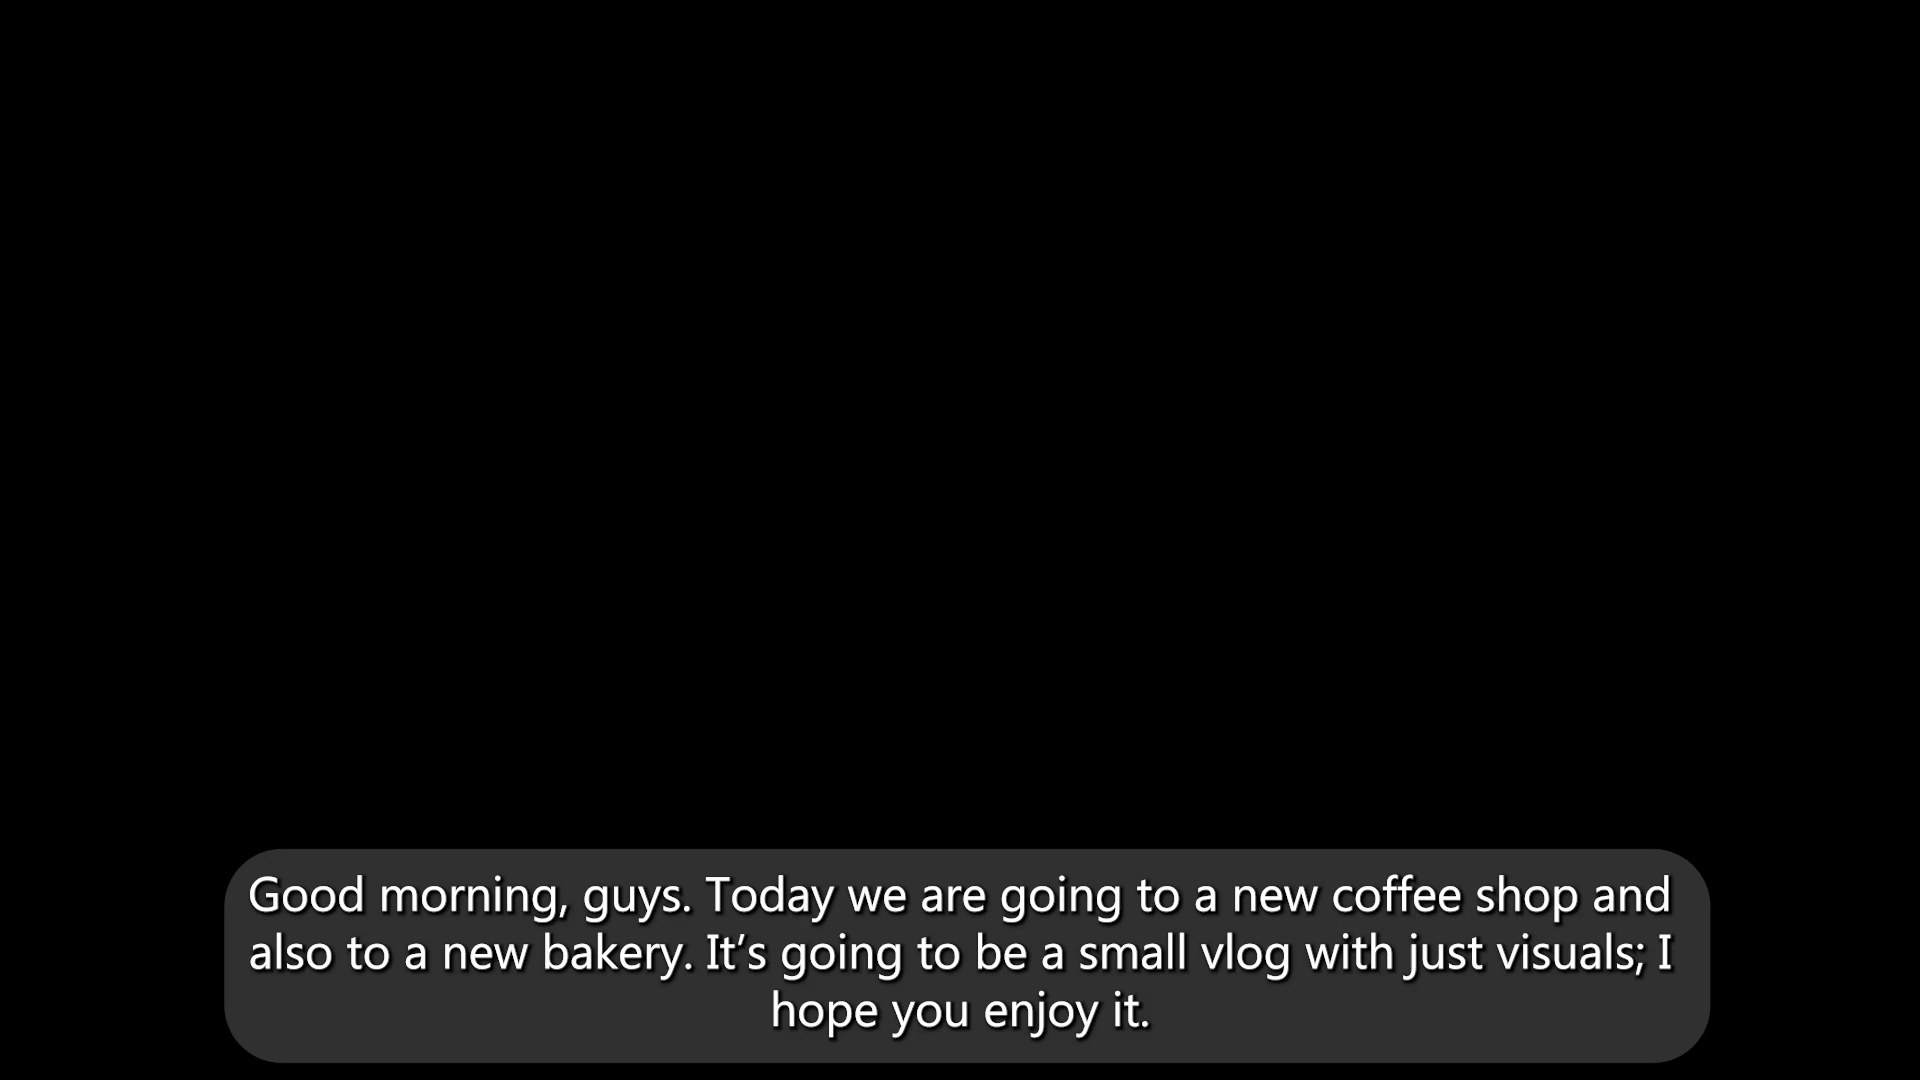 Good morning, guys. Today we are going to a new coffee shop and
also to a new bakery. It’s going to be a small vlog with just visuals; I
hope you enjoy it.